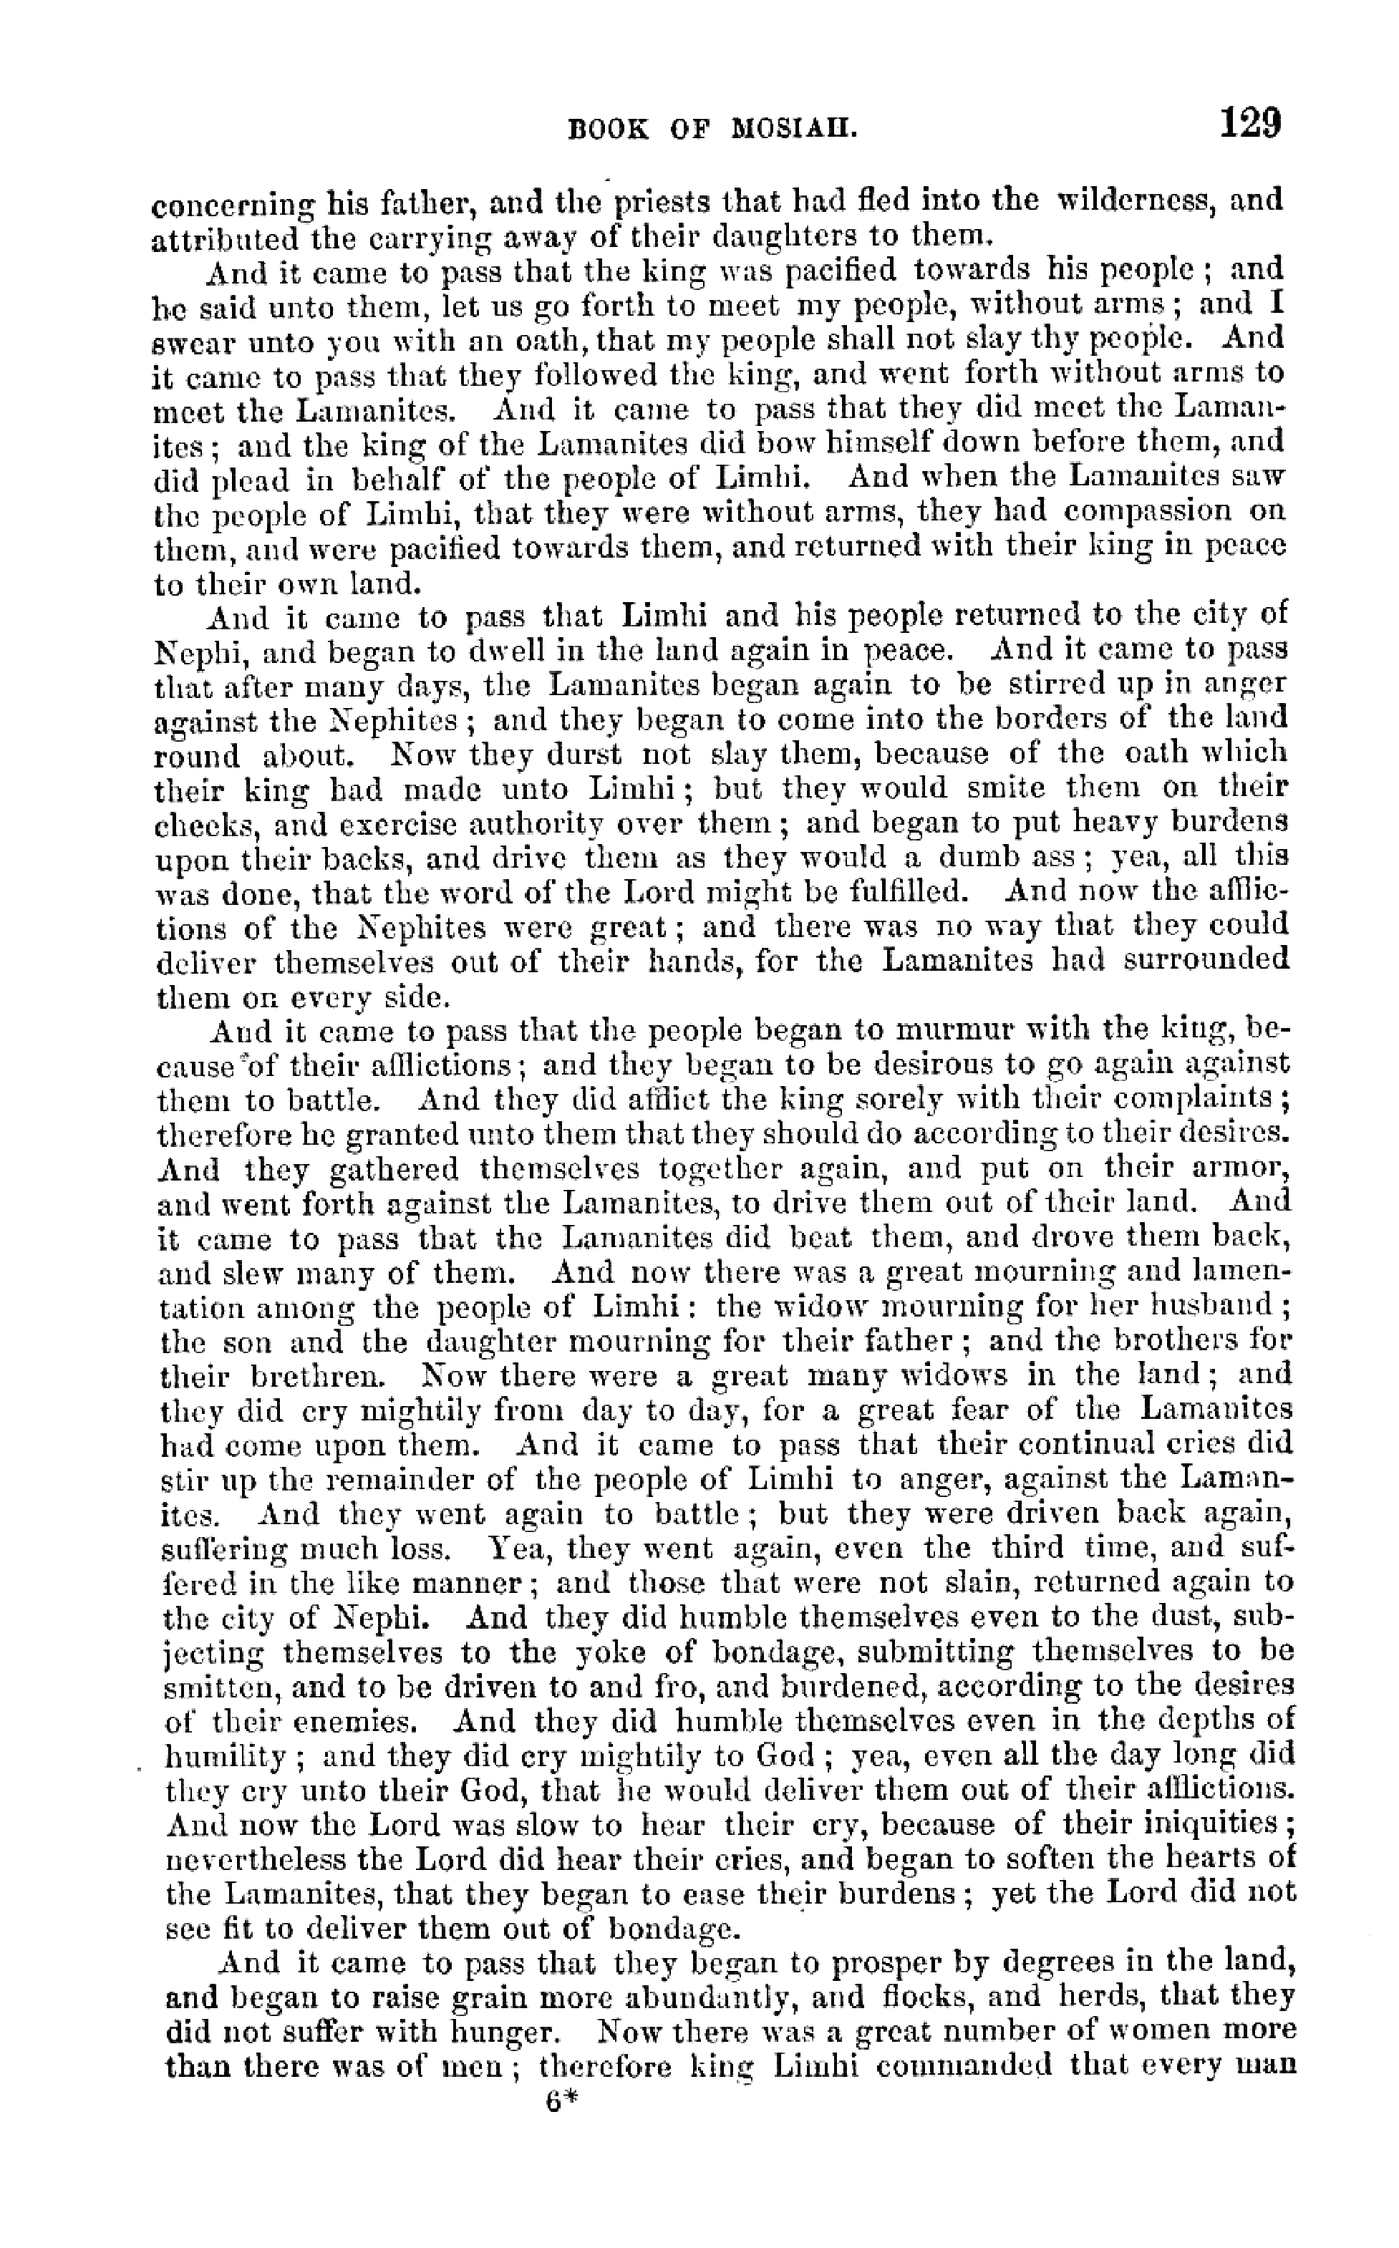 BOOK OF MOSIAH. 129
concerning his father, and the priests that had fled into the wilderness, and
attributed the carrying away of their daughters to them.
And it came to pass that the king was pacified towards his people ; and
he said unto them, let us go forth to meet my people, without arms ; and I
swear unto you with an oath, that my people shall not slay thy people. And
it came to pass that they followed the king, and went forth without arms to
meet the Lamanites. And it came to pass that they did meet the Laman-
ites ; and the king of the Lamanites did bow himself down before them, and
did plead in behalf of the people of Limhi. And when the Lamanites saw
the people of Limhi, that they were without arms, they had compassion on
them, and were pacified towards them, and returned with their king in peace
to their own land.
And it came to pass that Limhi and his people returned to the city of
Nephi, and began to dwell in the land again in peace. And it came to pass
that after many days, the Lamanites began again to be stirred up in anger
against the Nephites ; and they began to come into the borders of the land
round about. Now they durst not slay them, because of the oath which
their king had made unto Limhi ; but they would smite them on their
cheeks, and exercise authority over them ; and began to put heavy burdens
upon their backs, and drive them as they would a dumb ass ; yea, all this
was done, that the word of the Lord might be fulfilled. And now the afflic-
tions of the Nephites were great ; and there was no way that they could
deliver themselves out of their hands, for the Lamanites had surrounded
them on every side.
And it came to pass that the people began to murmur with the king, be-
cause of their afflictions ; and they began to be desirous to go again against
them to battle. And they did afflict the king sorely with their complaints ;
therefore he granted unto them that they should do according to their desires.
And they gathered themselves together again, and put on their armor,
and went forth against the Lamanites, to drive them out of their land. And
it came to pass that the Lamanites did beat them, and drove them back,
and slew many of them. And now there was a great mourning and lamen-
tation among the people of Limhi : the widow mourning for her husband ;
the son and the daughter mourning for their father ; and the brothers for
their brethren. Now there were a great many widows in the land ; and
they did cry mightily from day to day, for a great fear of the Lamanites
had come upon them. And it came to pass that their continual cries did
stir up the remainder of the people of Limhi to anger, against the Laman-
ites. And they went again to battle ; but they were driven back again,
suffering much loss. Yea, they went again, even the third time, and suf-
fered in the like manner ; and those that were not slain, returned again to
the city of Nephi. And they did humble themselves even to the dust, sub-
jecting themselves to the yoke of bondage, submitting themselves to be
smitten, and to be driven to and fro, and burdened, according to the desires
of their enemies. And they did humble themselves even in the depths of
humility ; and they did cry mightily to God ; yea, even all the day long did
they cry unto their God, that he would deliver them out of their afflictions.
And now the Lord was slow to hear their cry, because of their iniquities ;
nevertheless the Lord did hear their cries, and began to soften the hearts of
the Lamanites, that they began to ease their burdens ; yet the Lord did not
see fit to deliver them out of bondage.
And it came to pass that they began to prosper by degrees in the land,
and began to raise grain more abundantly, and flocks, and herds, that they
did not suffer with hunger. Now there was a great number of women more
than there was of men ; therefore king Limhi commanded that every man
6*